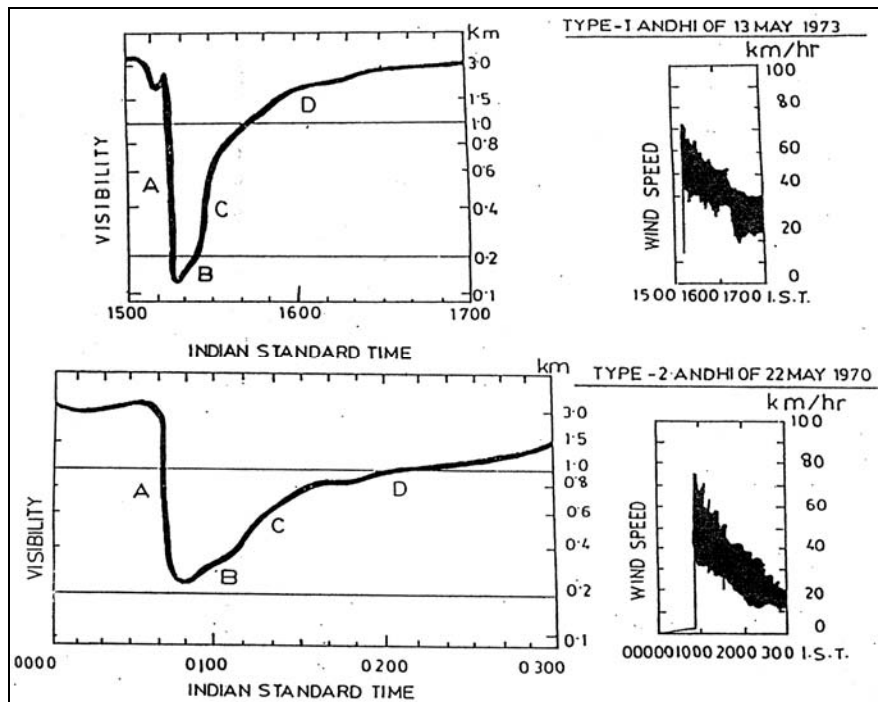 TYPE-I ANDHI OF 13 MAY 1973
km
3.0
1.5
1.0
0.8
0.6
0.4
0.2
0.1
VISIBILITY
A
B
C
D
1500
1600
1700
INDIAN STANDARD TIME
km/hr
100
80
60
40
20
0
WIND SPEED
1500 1600 1700 I.S.T.
TYPE -2 ANDHI OF 22 MAY 1970
km
3.0
1.5
1.0
0.8
0.6
0.4
0.2
0.1
VISIBILITY
A
B
C
D
0000
0100
0200
0300
INDIAN STANDARD TIME
km/hr
100
80
60
40
20
0
WIND SPEED
00000 1000 2000 300 I.S.T.